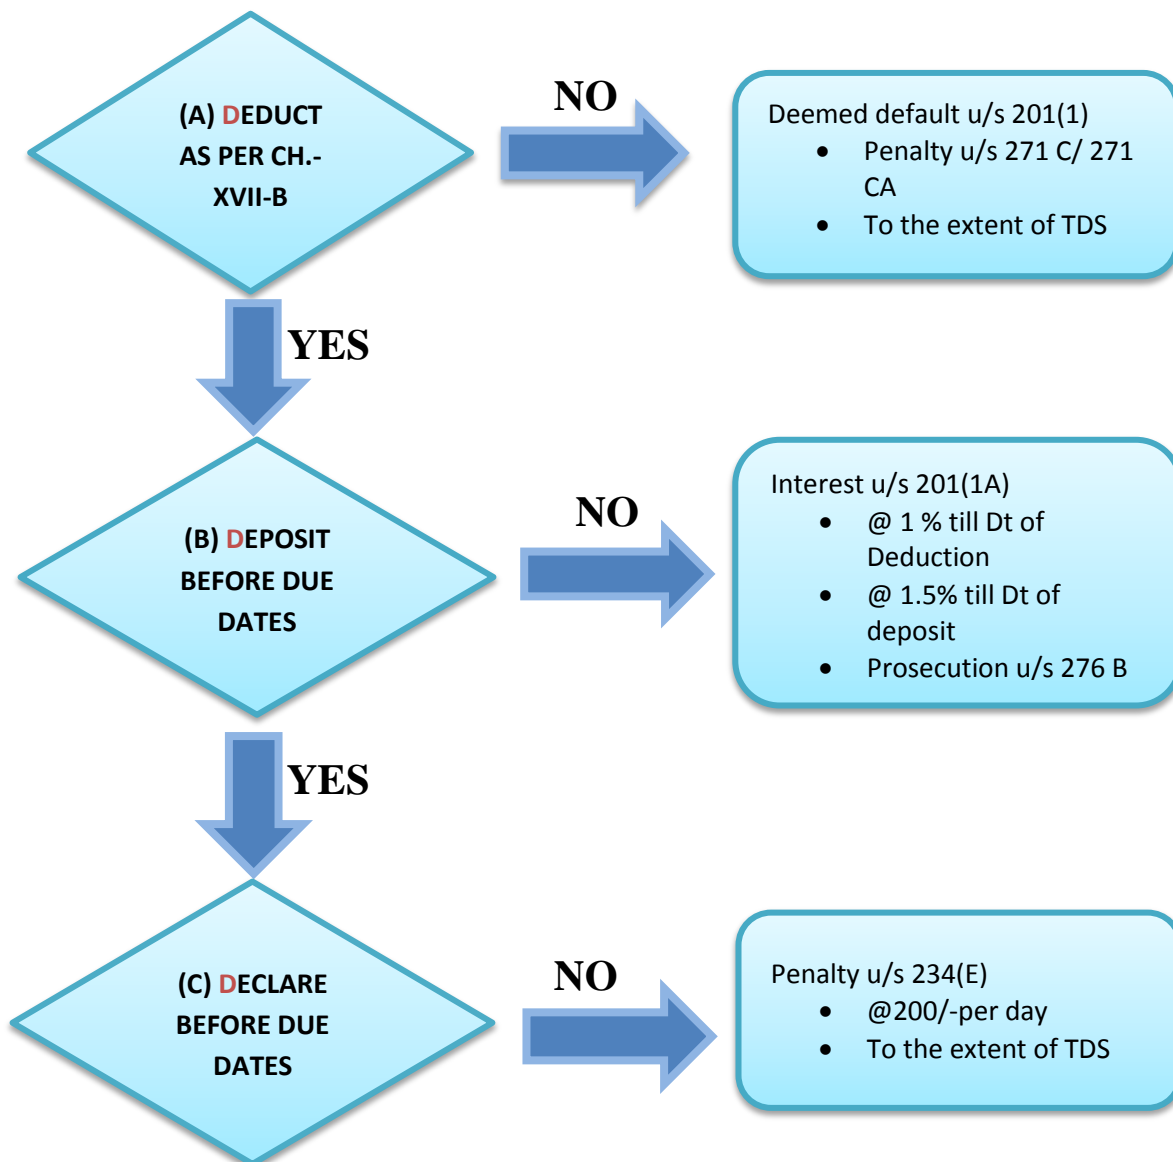 (A) DEDUCT
AS PER CH.-
XVII-B
NO
Deemed default u/s 201(1)
• Penalty u/s 271 C/ 271
CA
• To the extent of TDS
YES
(B) DEPOSIT
BEFORE DUE
DATES
NO
Interest u/s 201(1A)
• @ 1 % till Dt of
Deduction
• @ 1.5% till Dt of
deposit
• Prosecution u/s 276 B
YES
(C) DECLARE
BEFORE DUE
DATES
NO
Penalty u/s 234(E)
• @200/-per day
• To the extent of TDS